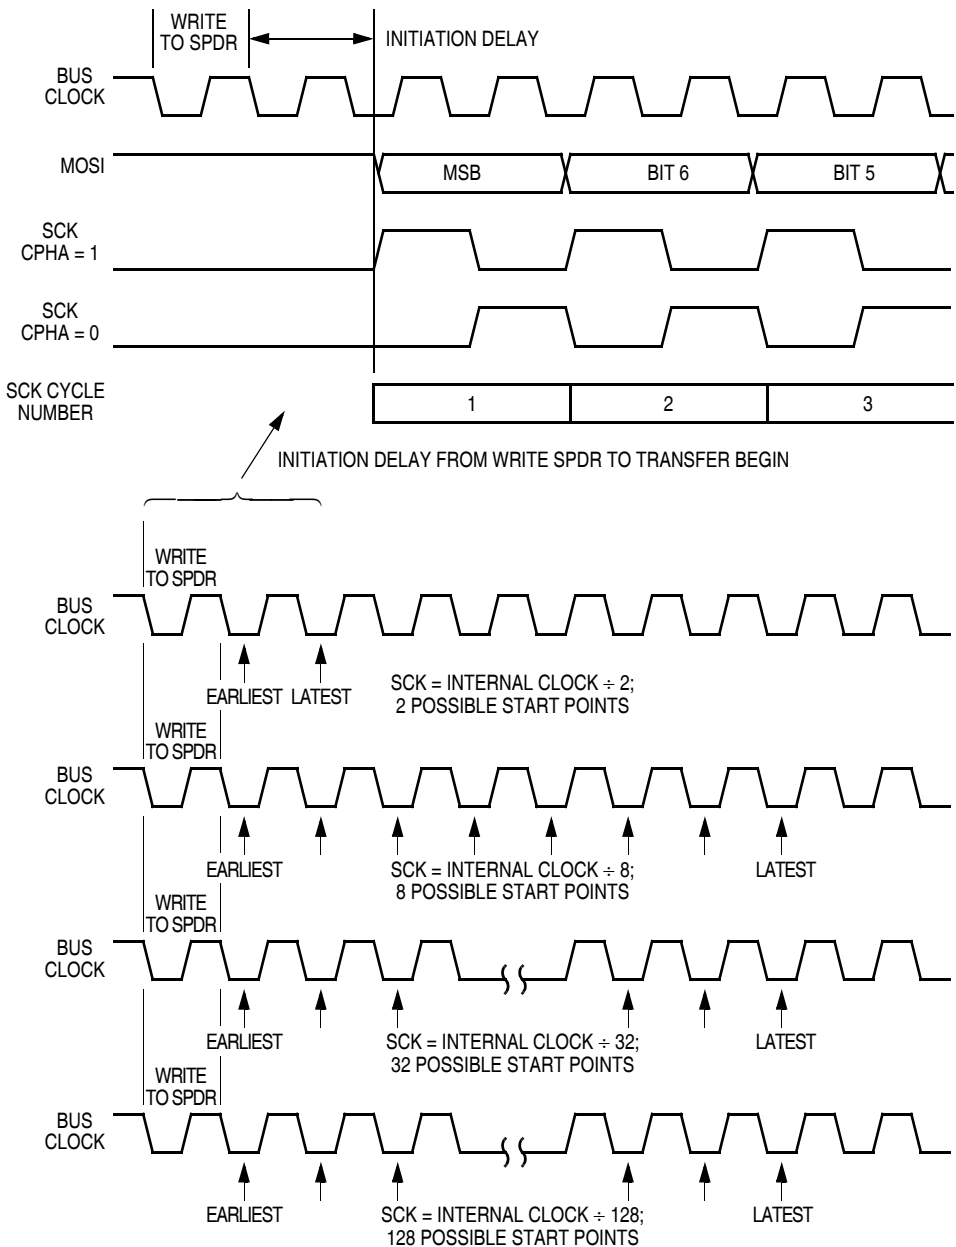 WRITE
TO SPDR
INITIATION DELAY
BUS
CLOCK
MOSI
MSB
BIT 6
BIT 5
SCK
CPHA = 1
SCK
CPHA = 0
SCK CYCLE
NUMBER
1
2
3
INITIATION DELAY FROM WRITE SPDR TO TRANSFER BEGIN
WRITE
TO SPDR
BUS
CLOCK
EARLIEST
LATEST
SCK = INTERNAL CLOCK ÷ 2;
2 POSSIBLE START POINTS
WRITE
TO SPDR
BUS
CLOCK
EARLIEST
SCK = INTERNAL CLOCK ÷ 8;
8 POSSIBLE START POINTS
LATEST
WRITE
TO SPDR
BUS
CLOCK
EARLIEST
SCK = INTERNAL CLOCK ÷ 32;
32 POSSIBLE START POINTS
LATEST
WRITE
TO SPDR
BUS
CLOCK
EARLIEST
SCK = INTERNAL CLOCK ÷ 128;
128 POSSIBLE START POINTS
LATEST